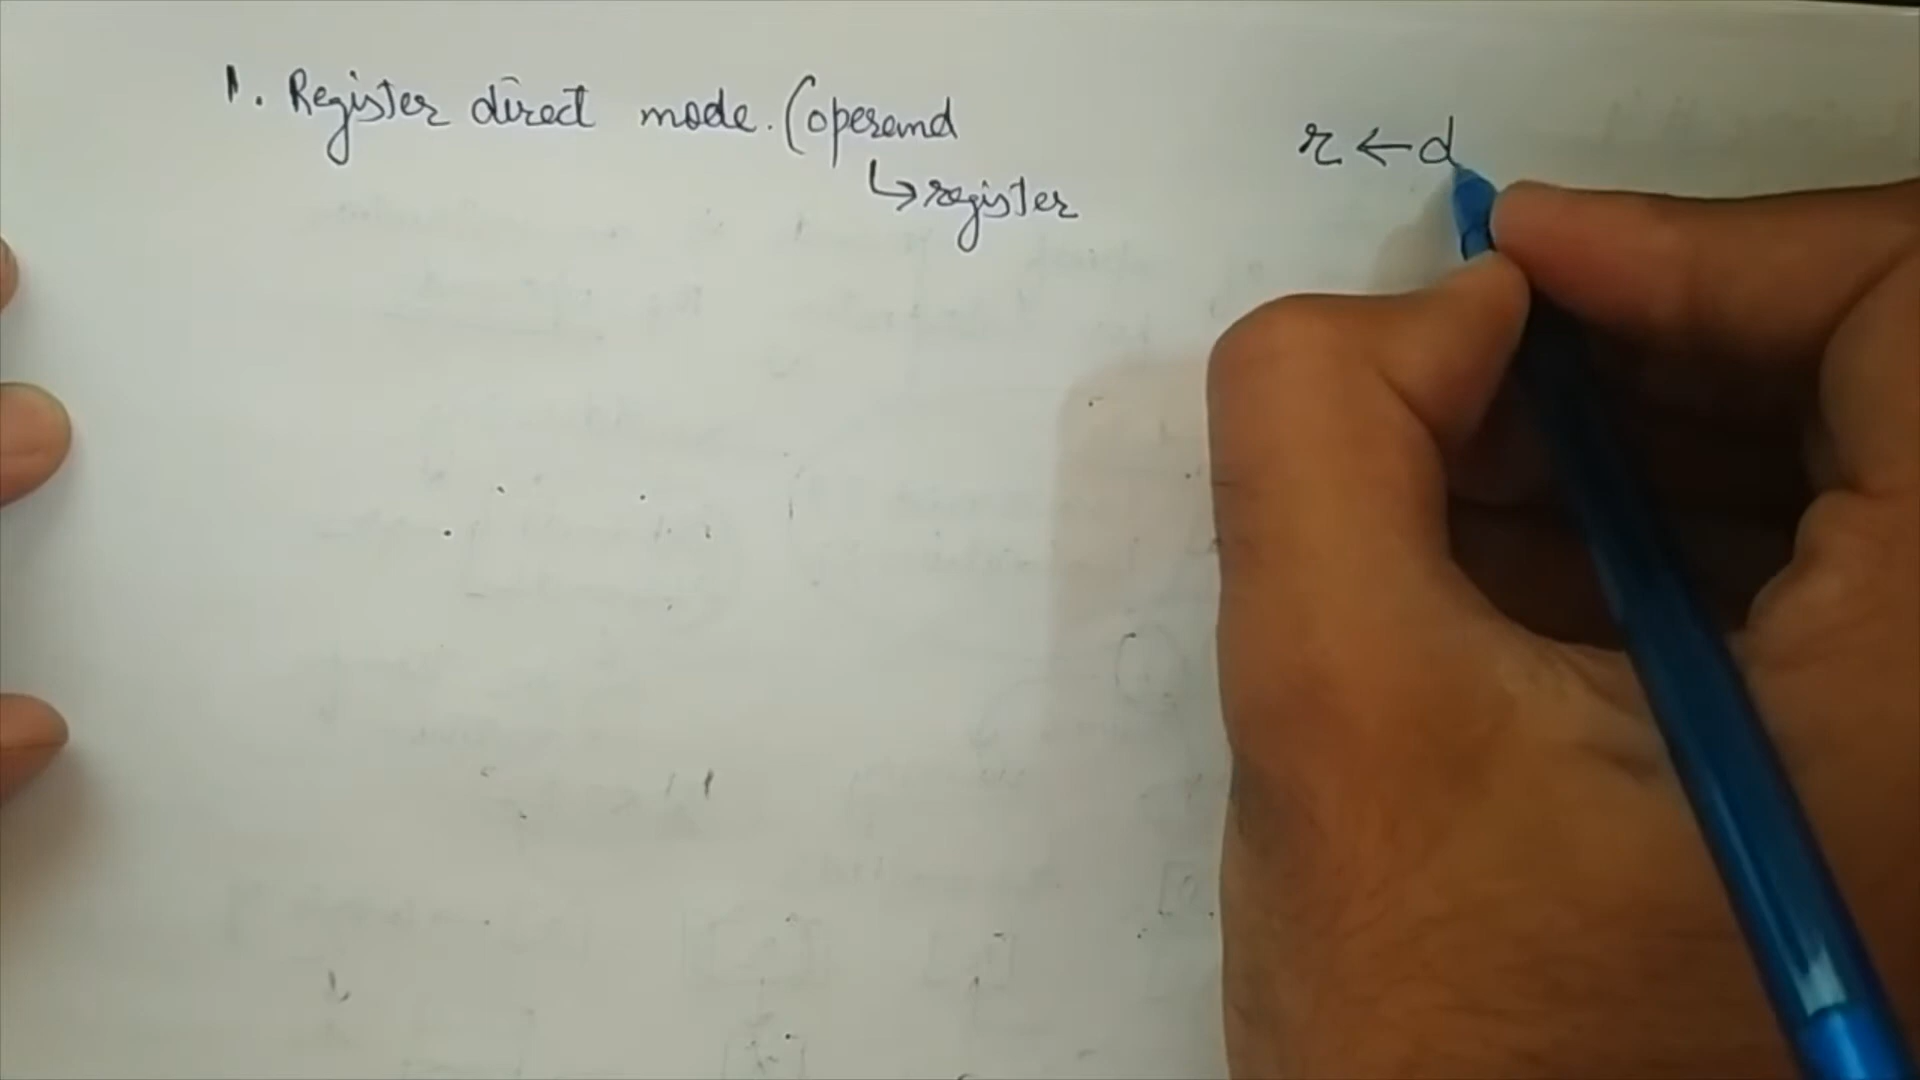 1. Register direct mode. (operand
↳ register
r ← d